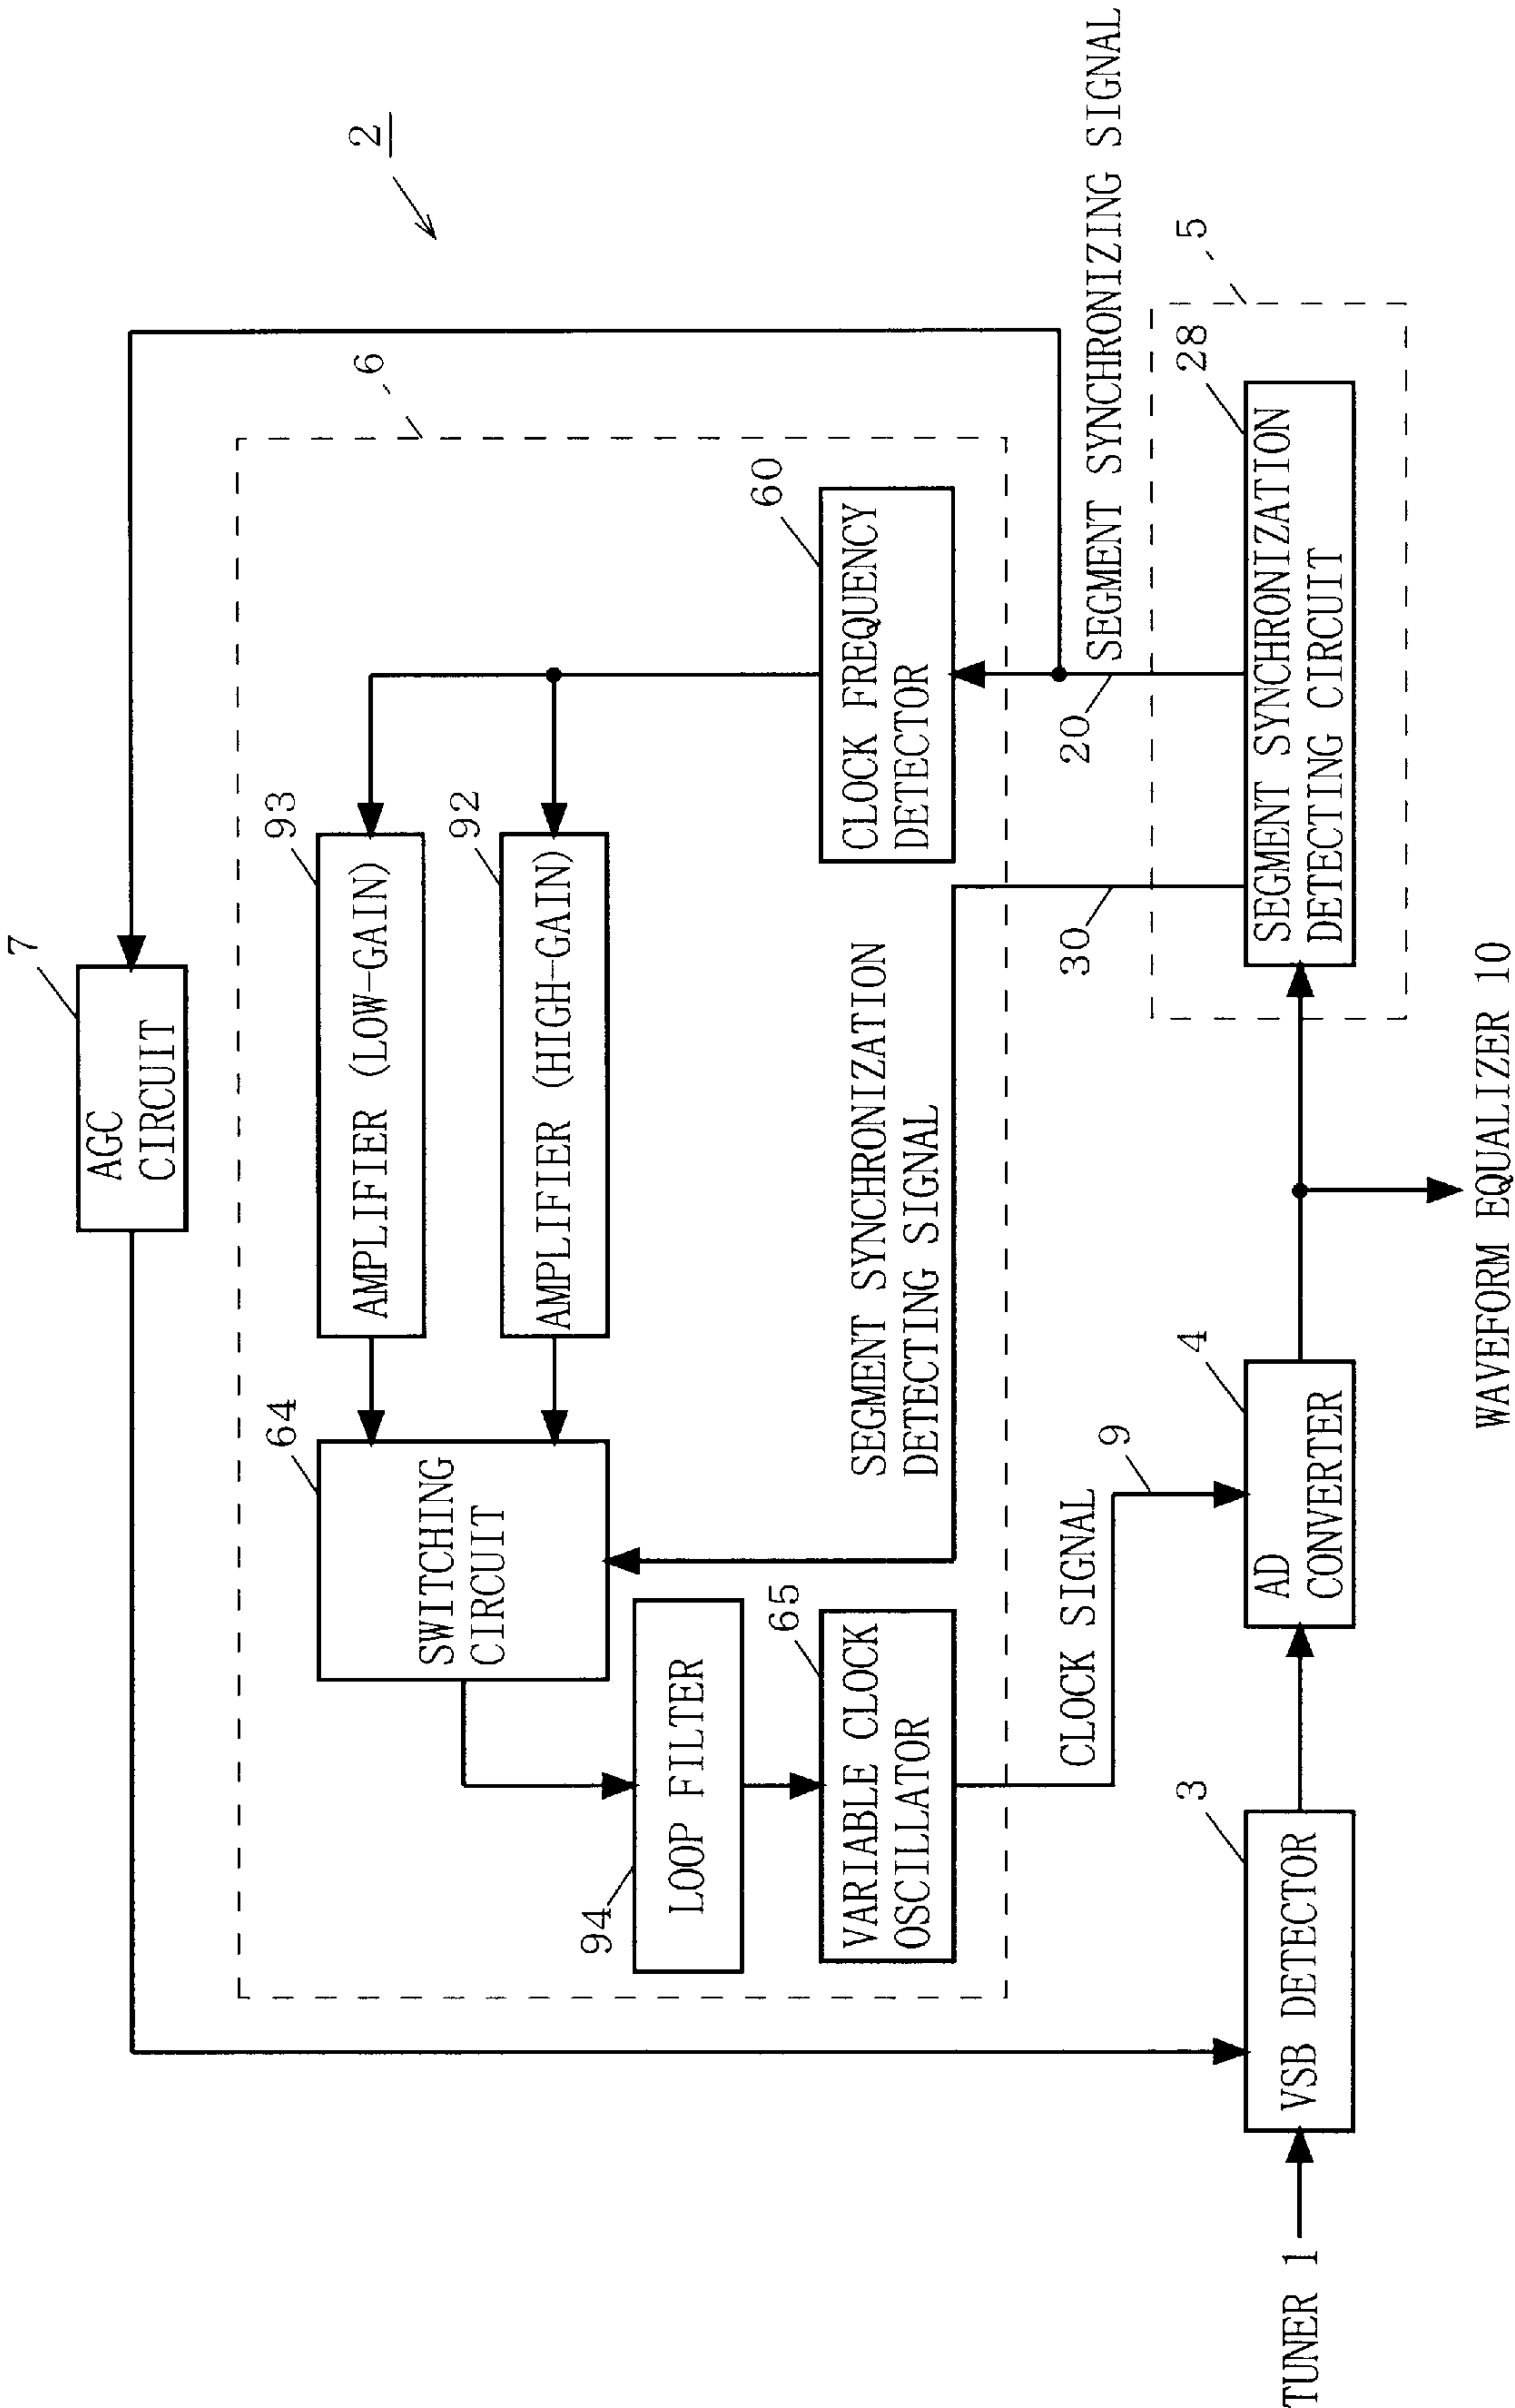 2
7
AGC
CIRCUIT
6
93
AMPLIFIER (LOW-GAIN)
92
AMPLIFIER (HIGH-GAIN)
64
SWITCHING
CIRCUIT
94
LOOP FILTER
65
VARIABLE CLOCK
OSCILLATOR
60
CLOCK FREQUENCY
DETECTOR
SEGMENT SYNCHRONIZATION
DETECTING SIGNAL
CLOCK SIGNAL
9
30
20
SEGMENT SYNCHRONIZING SIGNAL
5
28
SEGMENT SYNCHRONIZATION
DETECTING CIRCUIT
4
AD
CONVERTER
3
VSB DETECTOR
TUNER 1
WAVEFORM EQUALIZER 10